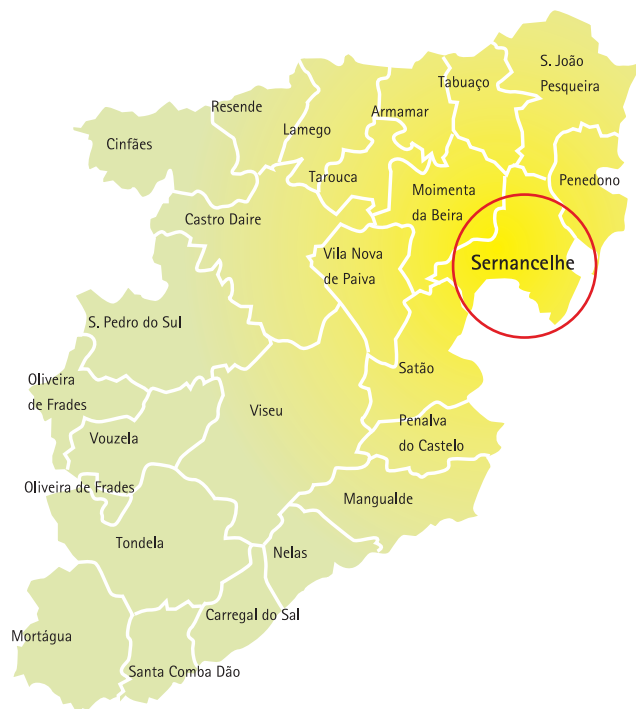 S. João
Pesqueira
Tabuaço
Resende
Armamar
Lamego
Cinfães
Tarouca
Penedono
Moimenta
da Beira
Castro Daire
Vila Nova
de Paiva
Sernancelhe
S. Pedro do Sul
Satão
Oliveira
de Frades
Viseu
Penalva
do Castelo
Vouzela
Oliveira de Frades
Mangualde
Tondela
Nelas
Carregal do Sal
Mortágua
Santa Comba Dão